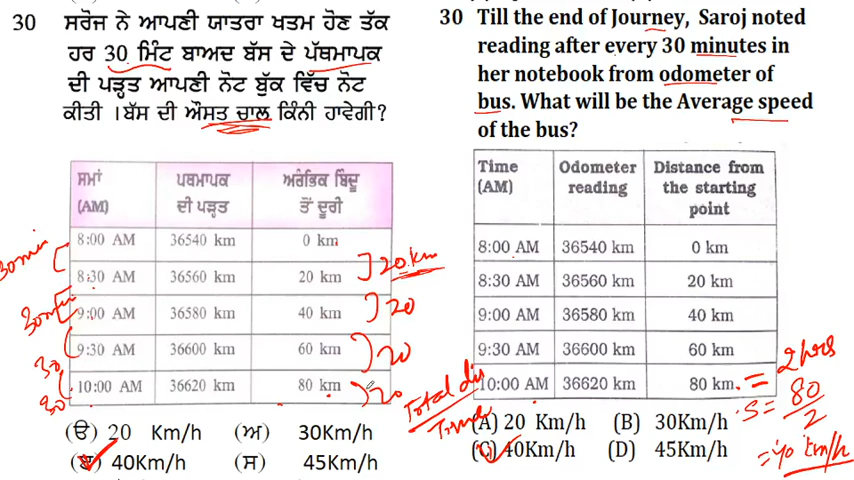 30 ਸਰੋਜ ਨੇ ਆਪਣੀ ਯਾਤਰਾ ਖਤਮ ਹੋਣ ਤੱਕ
ਹਰ 30 ਮਿੰਟ ਬਾਅਦ ਬੱਸ ਦੇ ਪੱਥਮਾਪਕ
ਦੀ ਪੜ੍ਹਤ ਆਪਣੀ ਨੋਟ ਬੁੱਕ ਵਿੱਚ ਨੋਟ
ਕੀਤੀ ।ਬੱਸ ਦੀ ਔਸਤ ਚਾਲ ਕਿੰਨੀ ਹਾਵੇਗੀ?
ਸਮਾਂ (AM) ਪਥਮਾਪਕ ਦੀ ਪੜ੍ਹਤ ਅਰੰਭਿਕ ਬਿੰਦੂ ਤੋਂ ਦੂਰੀ
8:00 AM 36540 km 0 km
30min 8:30 AM 36560 km 20 km 20 km
30min 9:00 AM 36580 km 40 km 20
30 9:30 AM 36600 km 60 km 20
30 10:00 AM 36620 km 80 km 20
(ੳ) 20 Km/h (ਅ) 30Km/h
40Km/h (ਸ) 45Km/h
30 Till the end of Journey, Saroj noted
reading after every 30 minutes in
her notebook from odometer of
bus. What will be the Average speed
of the bus?
Time (AM) Odometer reading Distance from the starting point
8:00 AM 36540 km 0 km
8:30 AM 36560 km 20 km
9:00 AM 36580 km 40 km
9:30 AM 36600 km 60 km
10:00 AM 36620 km 80 km
= 2 hrs
Total dis
Time
S = 80
2
= 40 km/h
(A) 20 Km/h (B) 30Km/h
(C) 40Km/h (D) 45Km/h